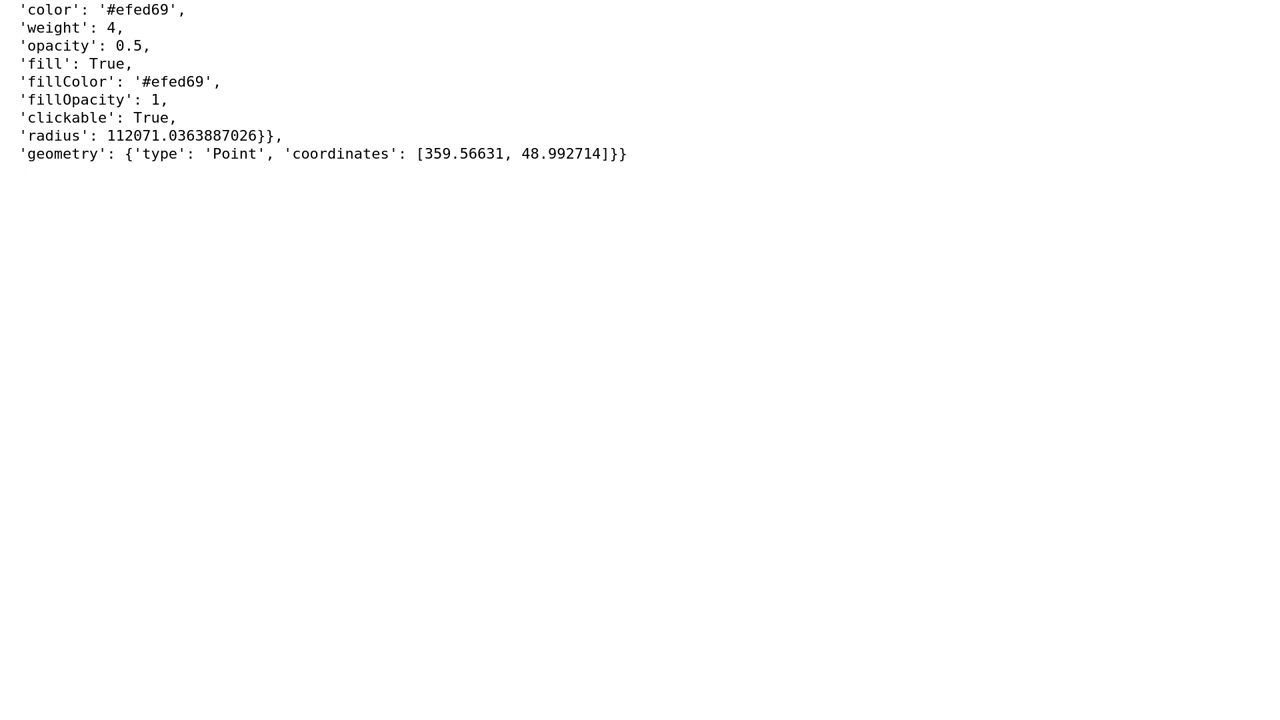 'color': '#efed69',
'weight': 4,
'opacity': 0.5,
'fill': True,
'fillColor': '#efed69',
'fillOpacity': 1,
'clickable': True,
'radius': 112071.0363887026}},
'geometry': {'type': 'Point', 'coordinates': [359.56631, 48.992714]}}